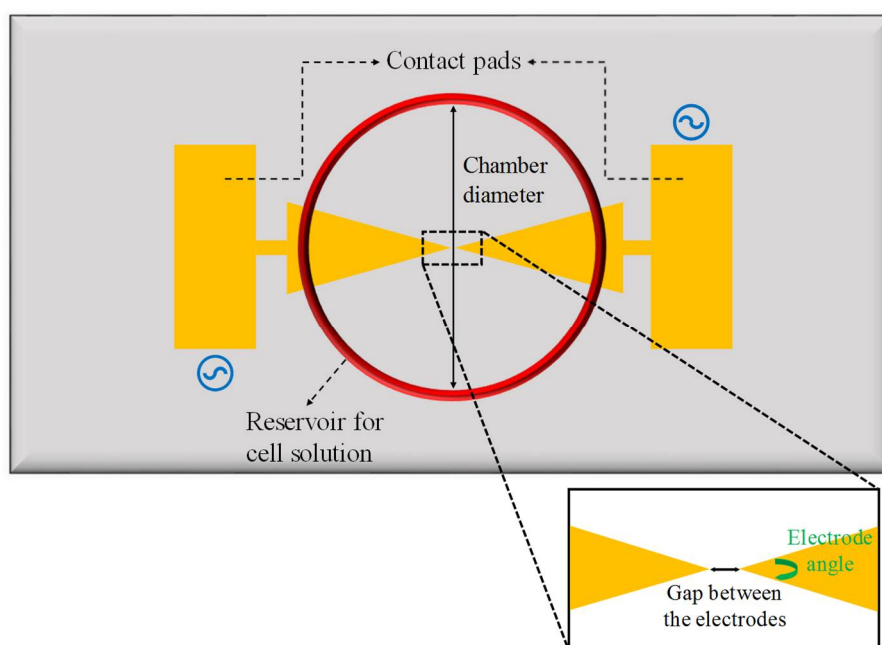 Contact pads
Chamber
diameter
Reservoir for
cell solution
Electrode
angle
Gap between
the electrodes